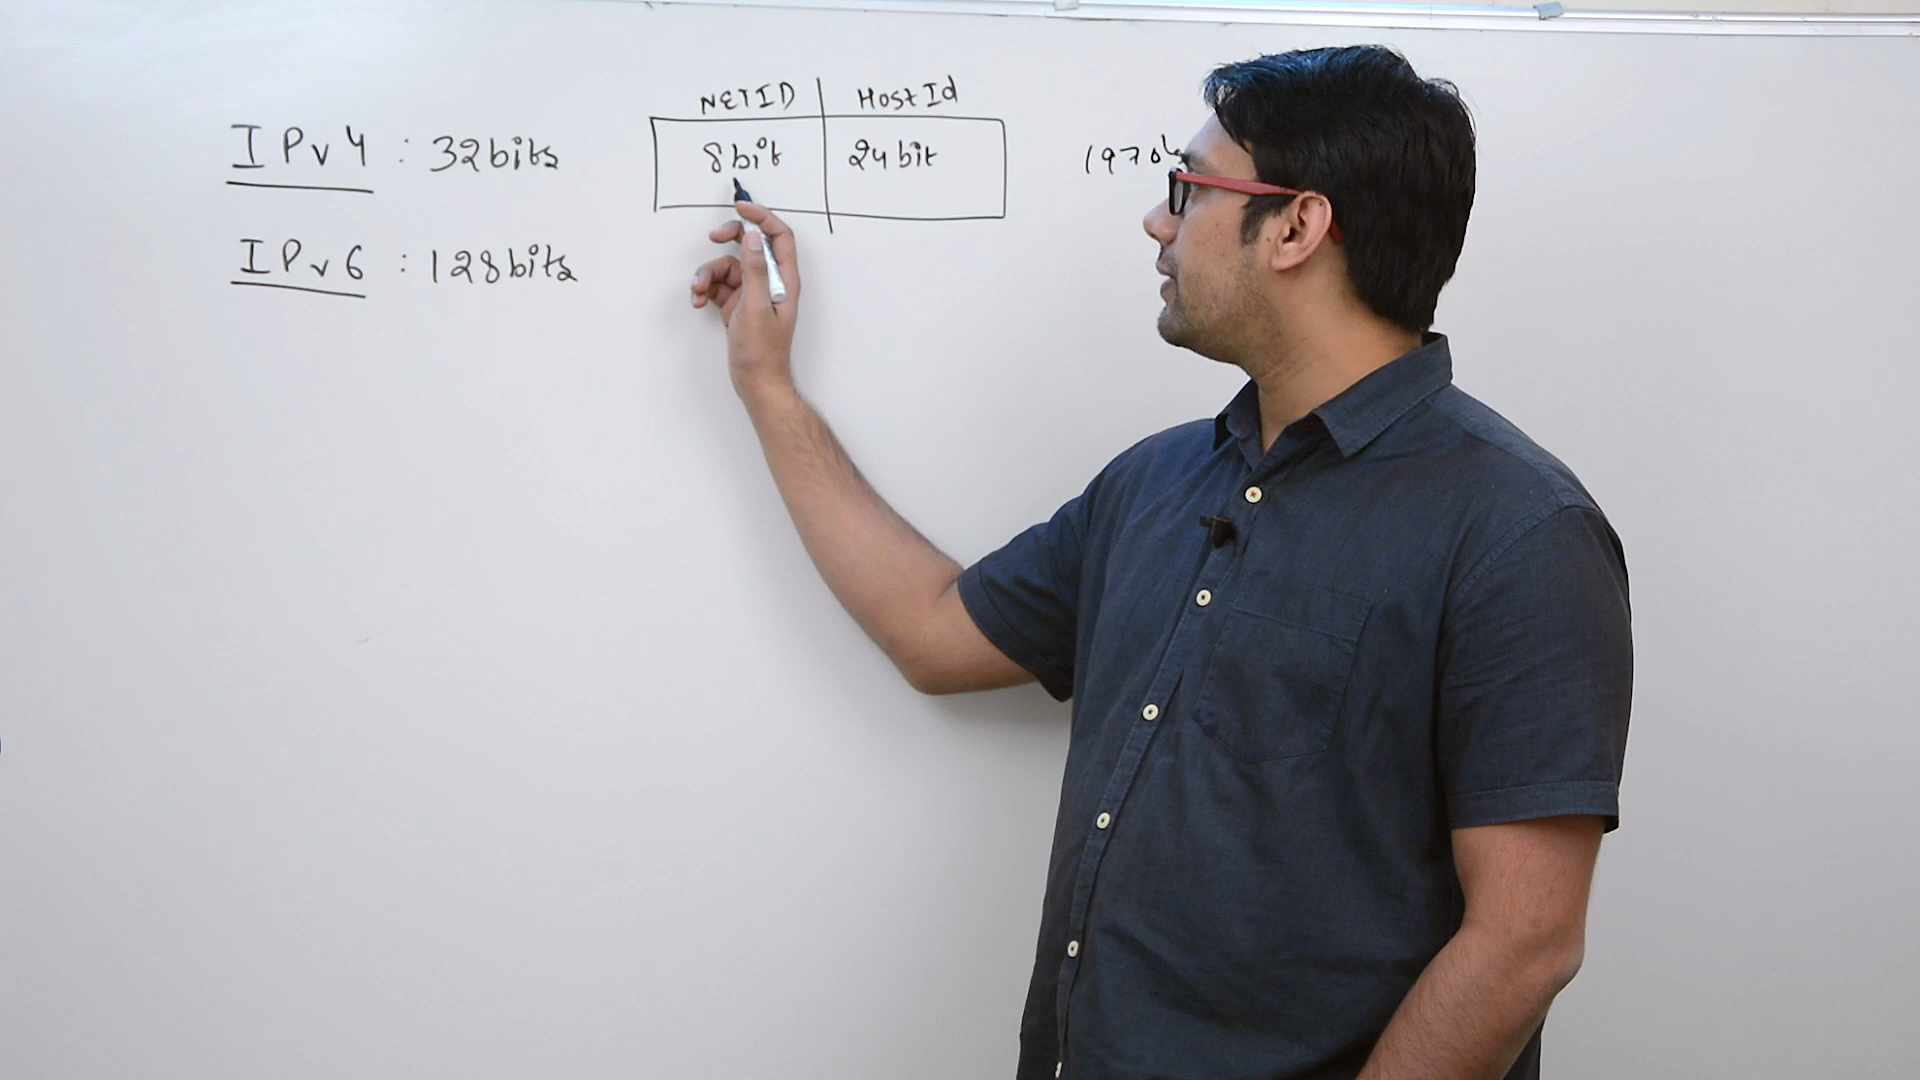 NETID HostId
IPv4 : 32bits
8bit 24bit
1970's
IPv6 : 128bits